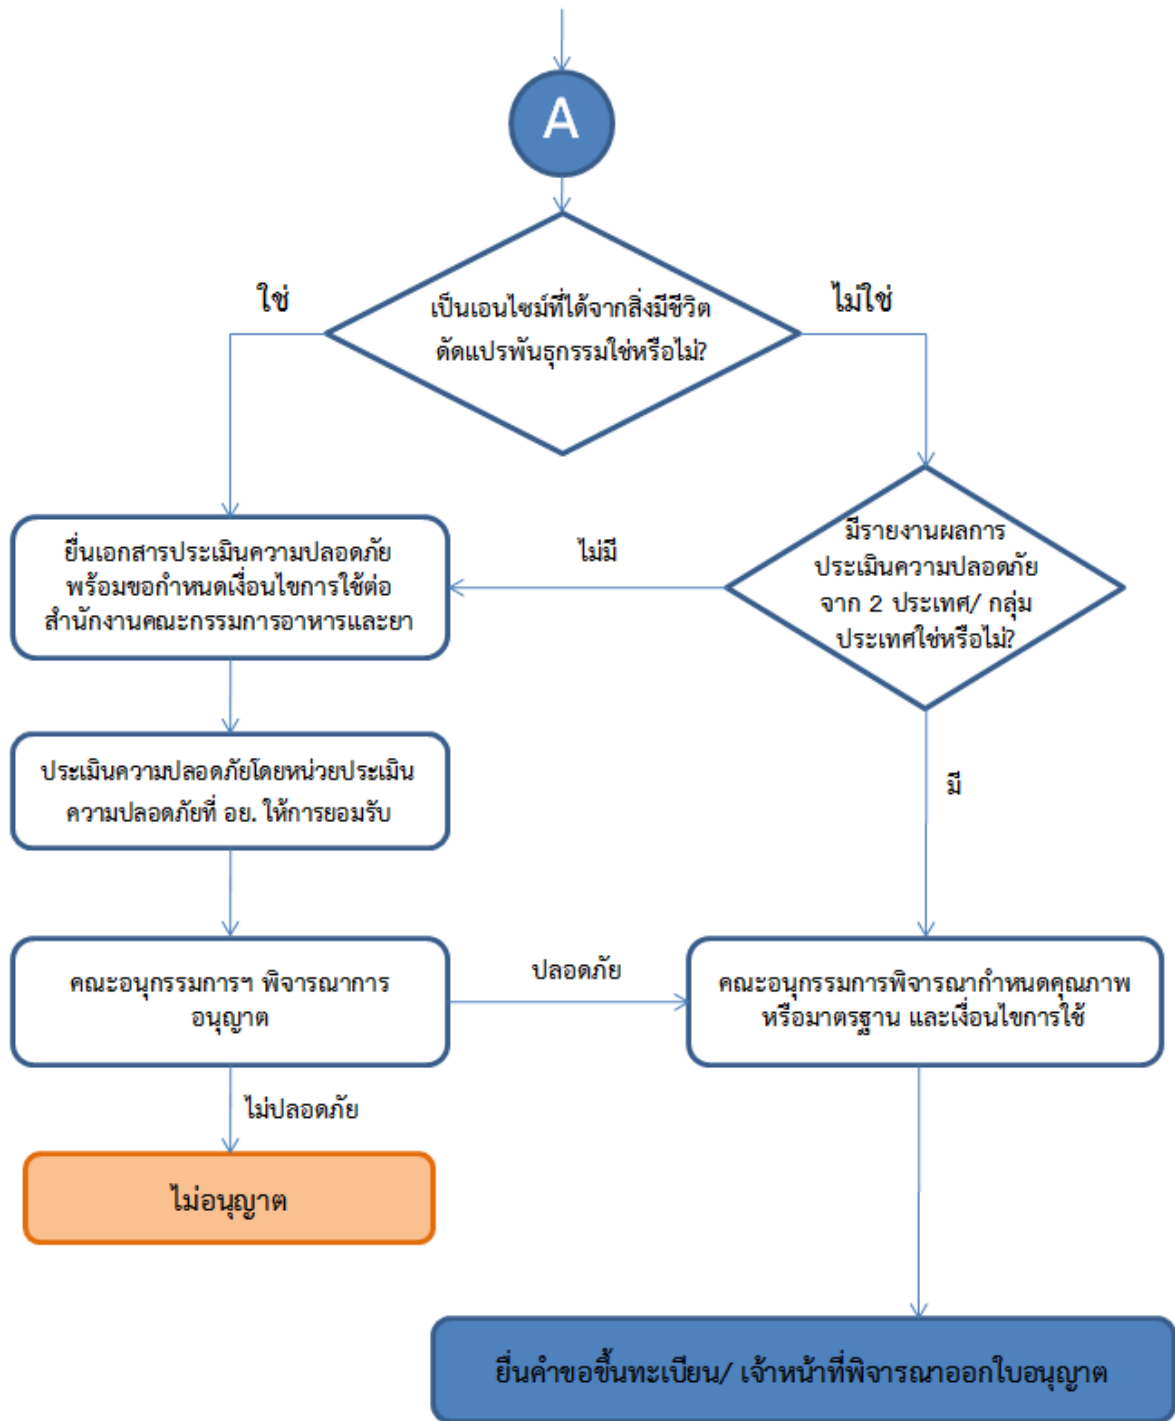 A
ใช่
เป็นเอนไซม์ที่ได้จากสิ่งมีชีวิต
ดัดแปรพันธุกรรมใช่หรือไม่?
ไม่ใช่
ยื่นเอกสารประเมินความปลอดภัย
พร้อมขอกำหนดเงื่อนไขการใช้ต่อ
สำนักงานคณะกรรมการอาหารและยา
ไม่มี
มีรายงานผลการ
ประเมินความปลอดภัย
จาก 2 ประเทศ/ กลุ่ม
ประเทศใช่หรือไม่?
ประเมินความปลอดภัยโดยหน่วยประเมิน
ความปลอดภัยที่ อย. ให้การยอมรับ
มี
คณะอนุกรรมการฯ พิจารณาการ
อนุญาต
ปลอดภัย
คณะอนุกรรมการพิจารณากำหนดคุณภาพ
หรือมาตรฐาน และเงื่อนไขการใช้
ไม่ปลอดภัย
ไม่อนุญาต
ยื่นคำขอขึ้นทะเบียน/ เจ้าหน้าที่พิจารณาออกใบอนุญาต